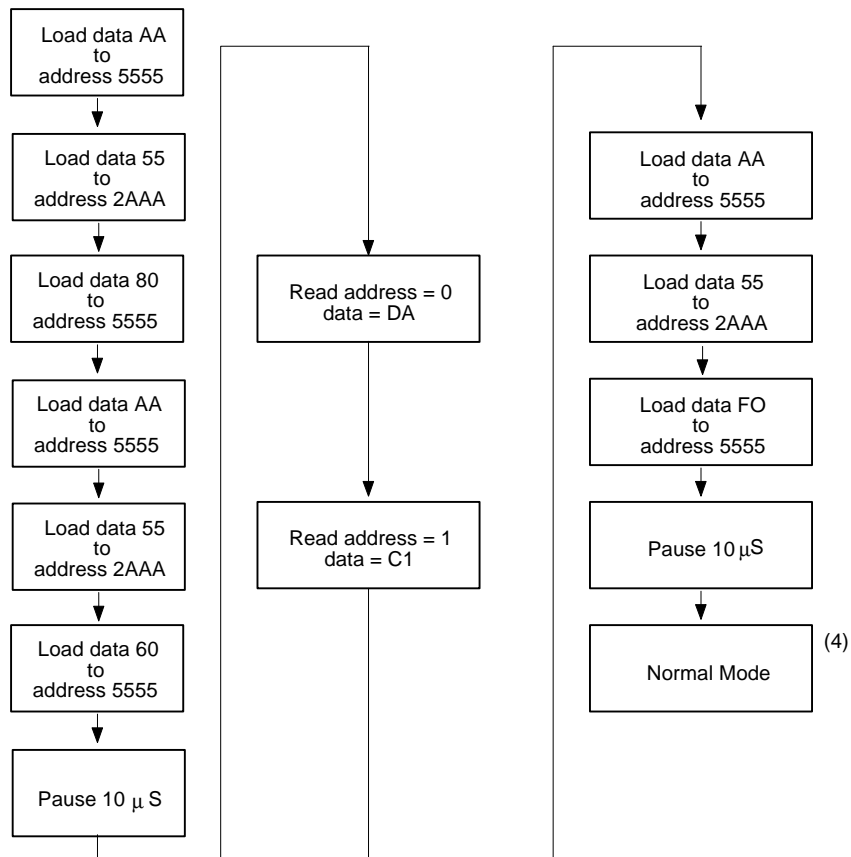 Load data AA
to
address 5555
Load data 55
to
address 2AAA
Load data 80
to
address 5555
Load data AA
to
address 5555
Load data 55
to
address 2AAA
Load data 60
to
address 5555
Pause 10 μ S
Read address = 0
data = DA
Read address = 1
data = C1
Load data AA
to
address 5555
Load data 55
to
address 2AAA
Load data FO
to
address 5555
Pause 10 μS
Normal Mode
(4)